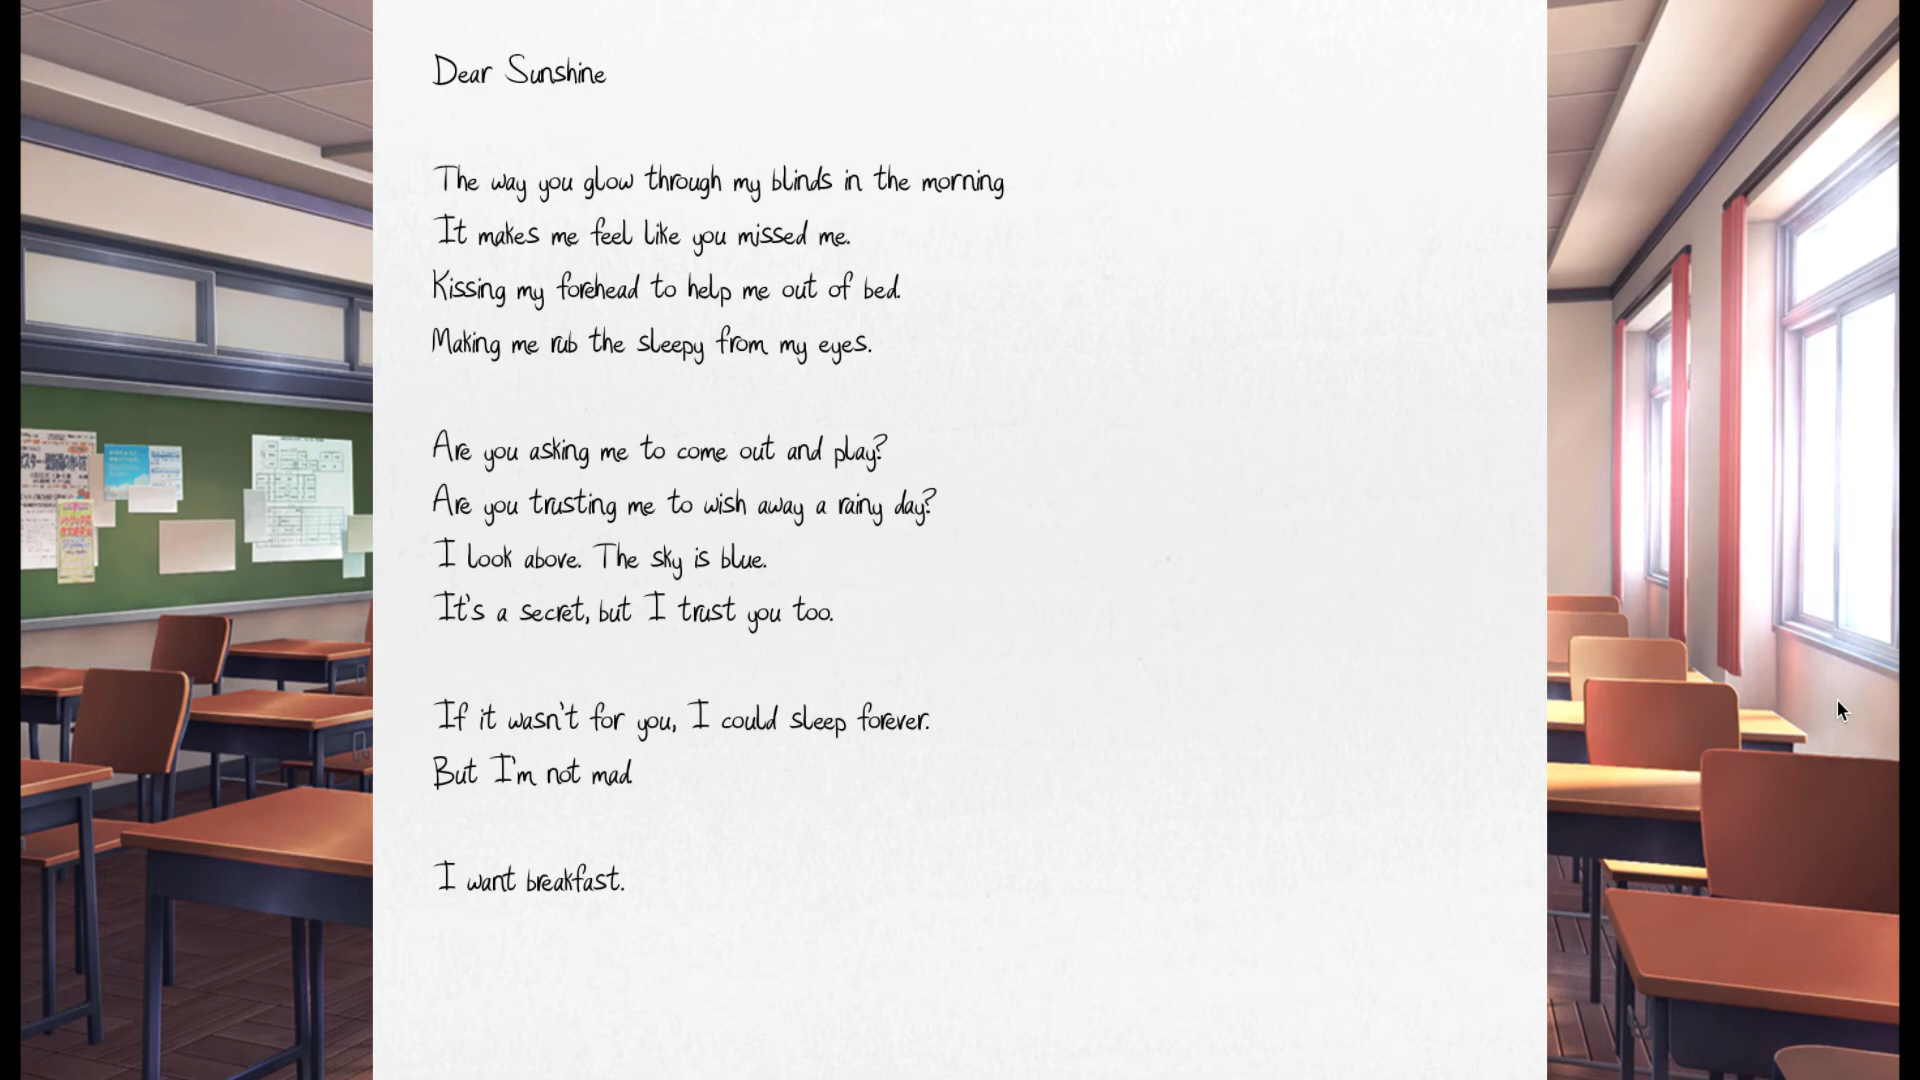 Dear Sunshine
The way you glow through my blinds in the morning
It makes me feel like you missed me.
Kissing my forehead to help me out of bed.
Making me rub the sleepy from my eyes.
Are you asking me to come out and play?
Are you trusting me to wish away a rainy day?
I look above. The sky is blue.
It's a secret, but I trust you too.
If it wasn't for you, I could sleep forever.
But I'm not mad.
I want breakfast.